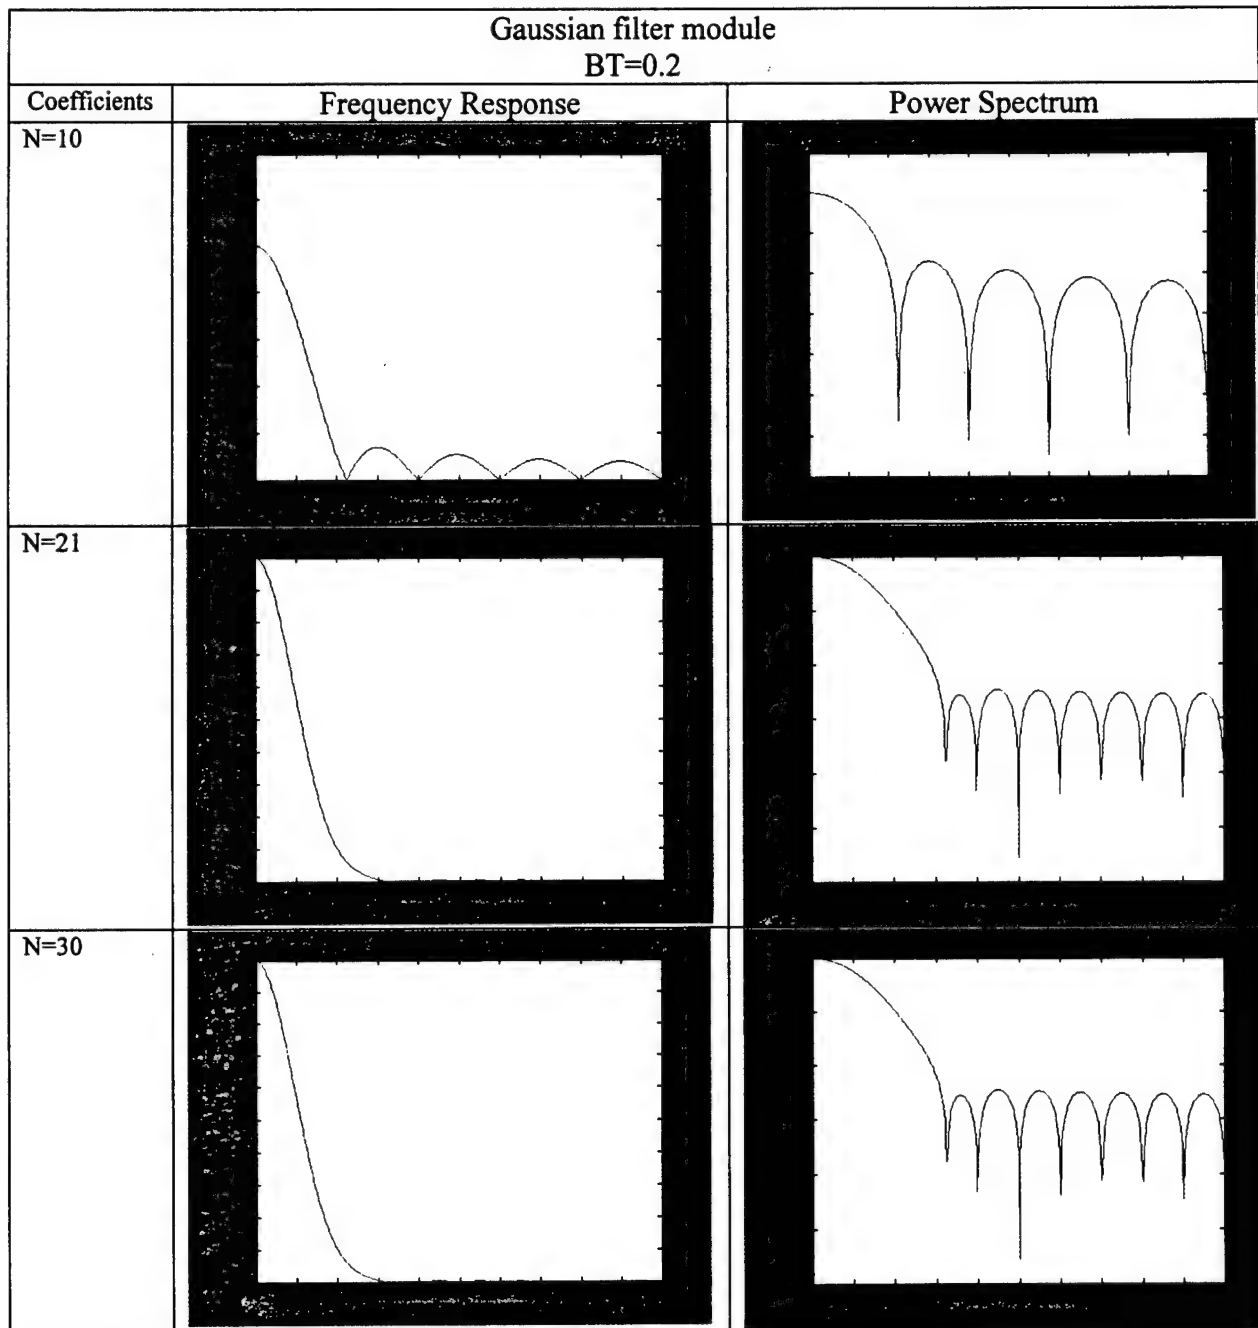 Gaussian filter module
BT=0.2
Coefficients
Frequency Response
Power Spectrum
N=10
N=21
N=30